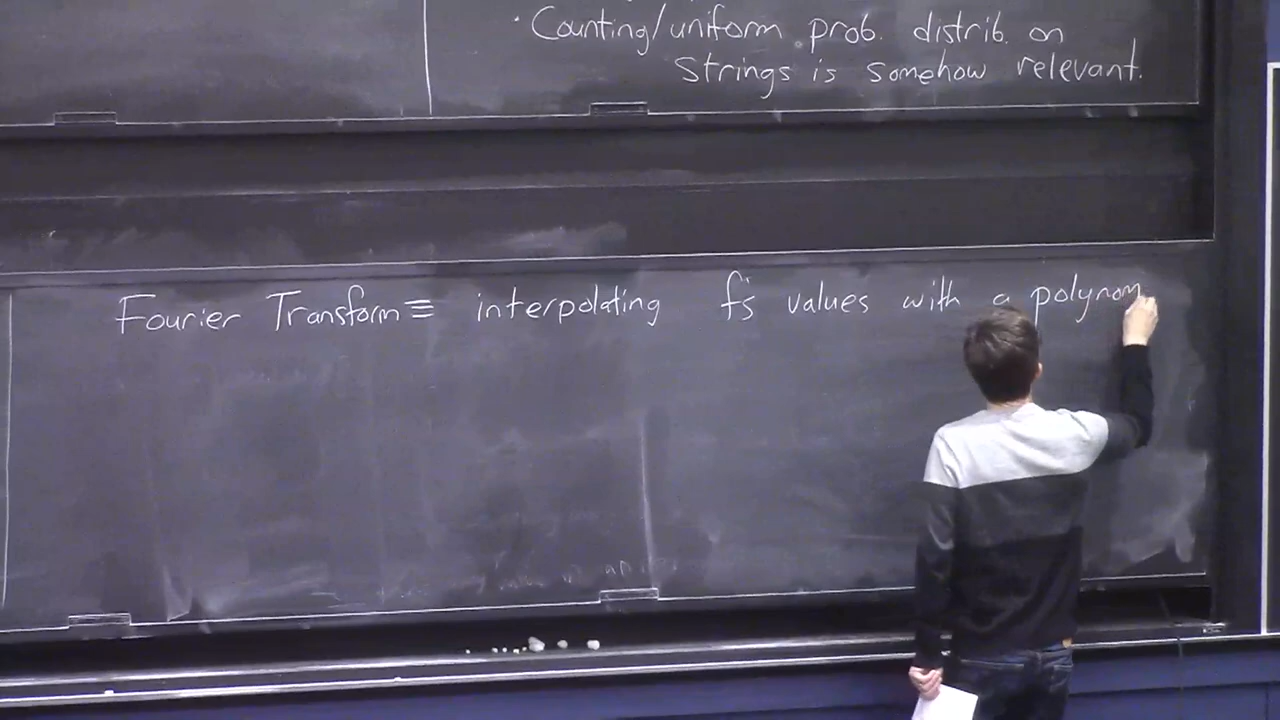 · Counting/uniform prob. distrib. on
strings is somehow relevant.
Fourier Transform ≡ interpolating f's values with a polynom